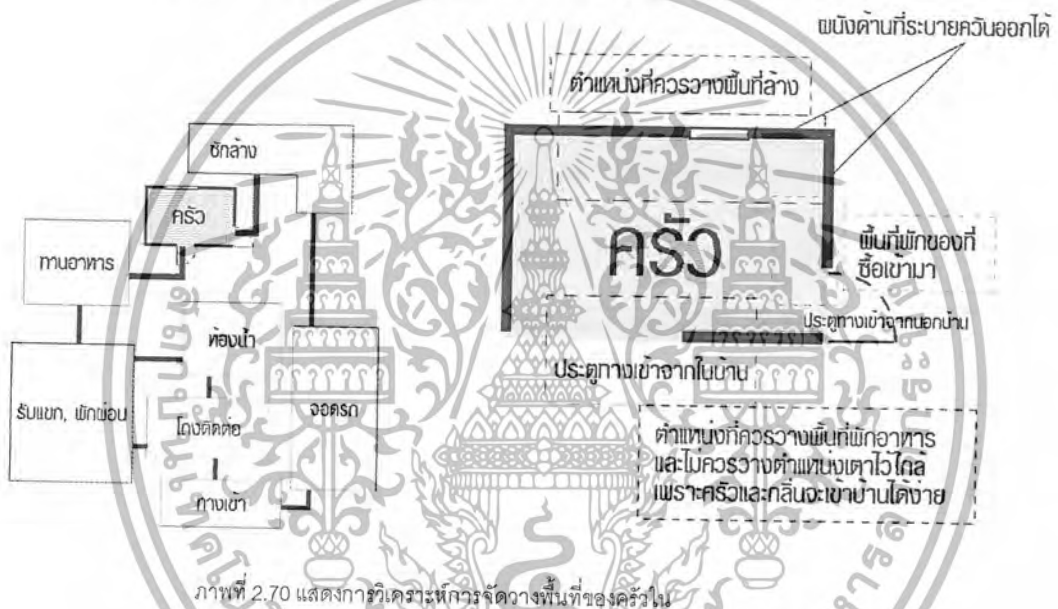 ผนังด้านที่ระบายควันออกได้
ตำแหน่งที่ควรวางพื้นที่ล้าง
ซักล้าง
ครัว
ทานอาหาร
ห้องน้ำ
รับแขก, พักผ่อน
โถงติดต่อ
จอดรถ
ทางเข้า
ครัว
พื้นที่พักของที่
ซื้อเข้ามา
ประตูทางเข้าจากนอกบ้าน
ประตูทางเข้าจากในบ้าน
ตำแหน่งที่ควรวางพื้นที่พักอาหาร
และไม่ควรวางตำแหน่งเตาไว้ใกล้
เพราะครัวและกลิ่นจะเข้าบ้านได้ง่าย
ภาพที่ 2.70 แสดงการวิเคราะห์การจัดวางพื้นที่ของครัวใน